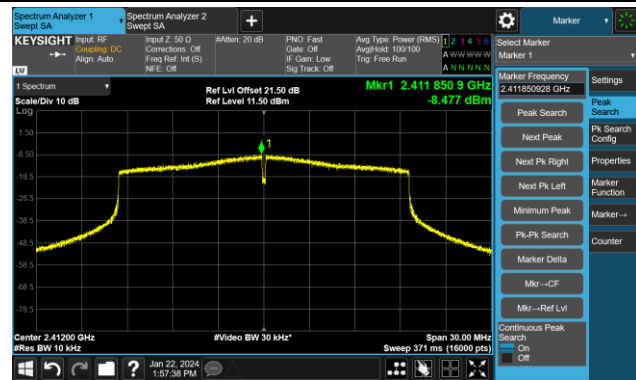 Spectrum Analyzer 1
Swept SA
Spectrum Analyzer 2
Swept SA
+
Marker
KEYSIGHT
Input: RF
Coupling: DC
Align: Auto
Input Z: 50 Ω
Corrections: Off
Freq Ref: Int (S)
NFE: Off
#Atten: 20 dB
PNO: Fast
Gate: Off
IF Gain: Low
Sig Track: Off
Avg Type: Power (RMS)
Avg|Hold: 100/100
Trig: Free Run
1 2 3 4 5 6
A W W W W W
A N N N N N
LXI
Select Marker
Marker 1
1 Spectrum
Scale/Div 10 dB
Log
Ref Lvl Offset 21.50 dB
Ref Level 11.50 dBm
Mkr1 2.411 850 9 GHz
-8.477 dBm
1.50
-8.50
-18.5
-28.5
-38.5
-48.5
-58.5
-68.5
-78.5
1
Center 2.41200 GHz
#Res BW 10 kHz
#Video BW 30 kHz*
Span 30.00 MHz
Sweep 371 ms (16000 pts)
Marker Frequency
2.411850928 GHz
Peak Search
Next Peak
Next Pk Right
Next Pk Left
Minimum Peak
Pk-Pk Search
Marker Delta
Mkr→CF
Mkr→Ref Lvl
Continuous Peak
Search
On
Off
Settings
Peak
Search
Pk Search
Config
Properties
Marker
Function
Marker→
Counter
?
Jan 22, 2024
1:57:38 PM